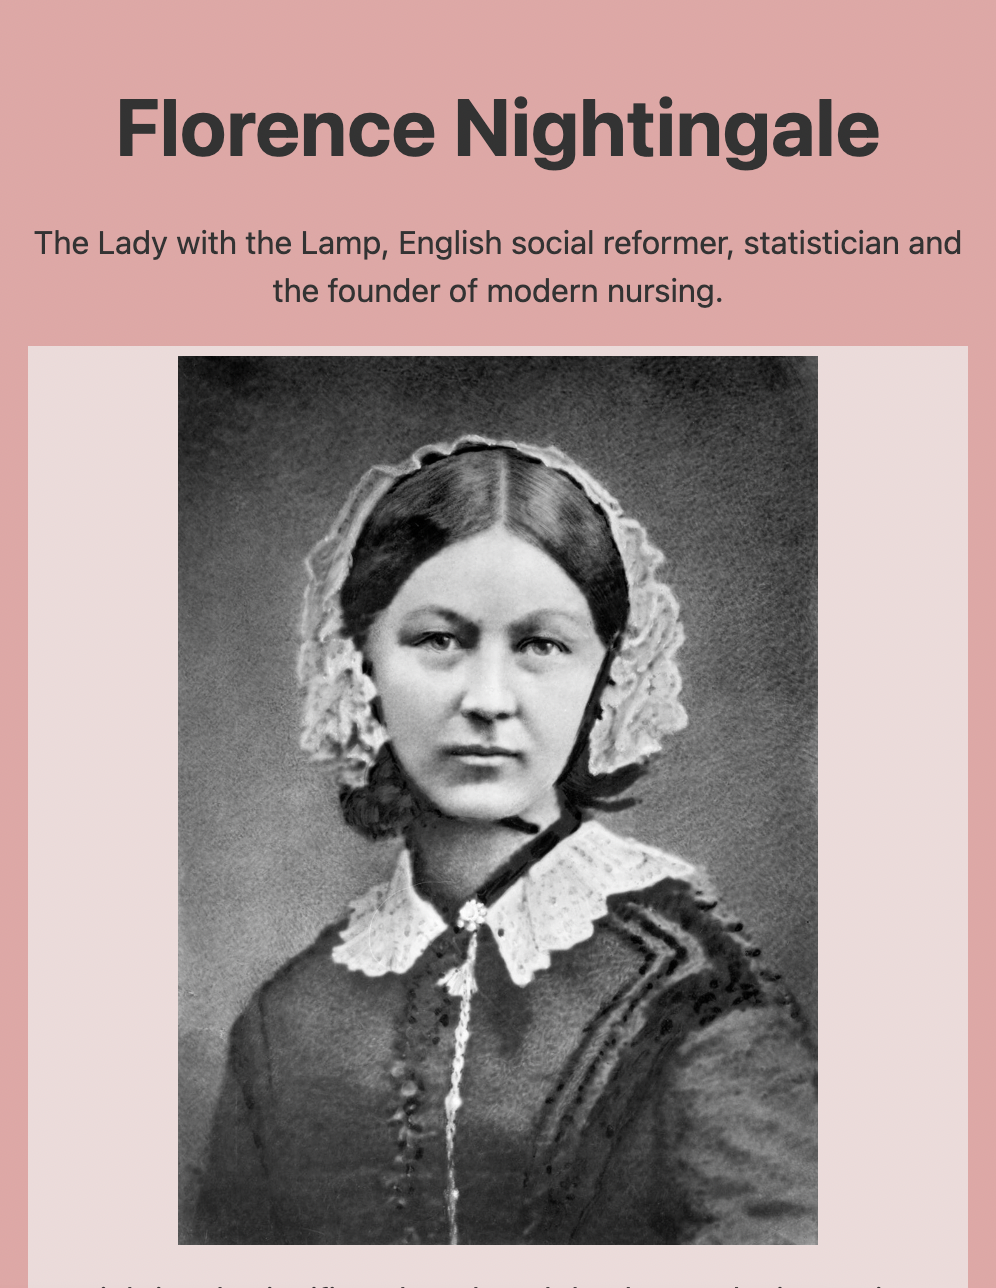 Florence Nightingale
The Lady with the Lamp, English social reformer, statistician and
the founder of modern nursing.